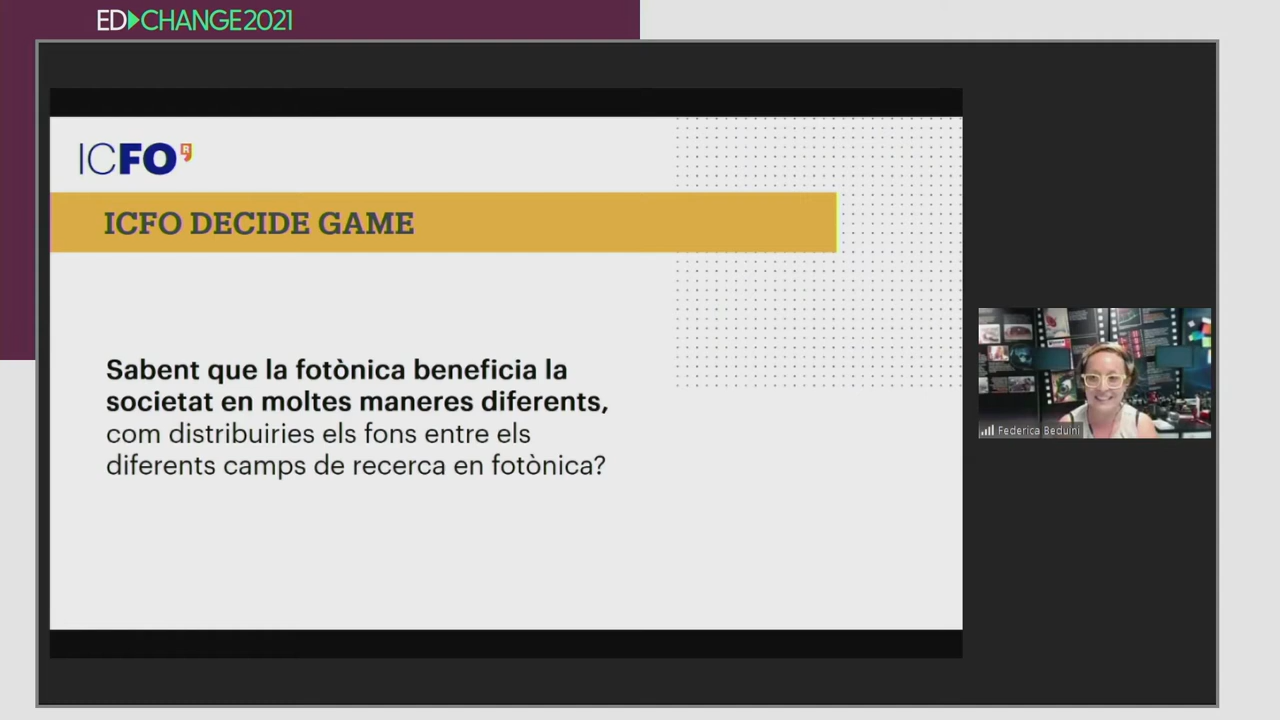 ED CHANGE2021
ICFO R
ICFO DECIDE GAME
Sabent que la fotònica beneficia la
societat en moltes maneres diferents,
com distribuiries els fons entre els
diferents camps de recerca en fotònica?
Federica Beduini